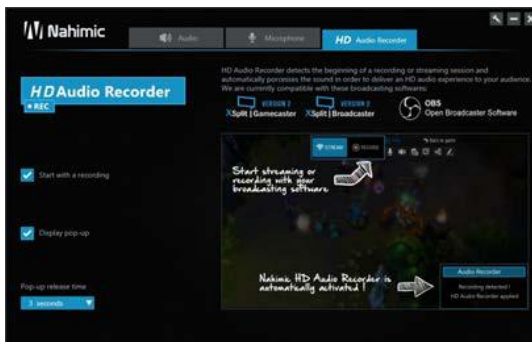 Nahimic
Audio
Microphone
HD Audio Recorder
HD Audio Recorder
REC
HD Audio Recorder detects the beginning of a recording or streaming session and
automatically porcesses the sound in order to deliver an HD audio experience to your audience.
We are currently compatible with these broadcasting softwares:
VERSION 2
XSplit | Gamecaster
VERSION 2
XSplit | Broadcaster
OBS
Open Broadcaster Software
STREAM
RECORD
Back to game
Start streaming or
recording with your
broadcasting software
Start with a recording
Display pop-up
Nahimic HD Audio Recorder is
automatically activated !
Audio Recorder
Recording detected !
HD Audio Recorder applied
Pop-up release time
3 seconds